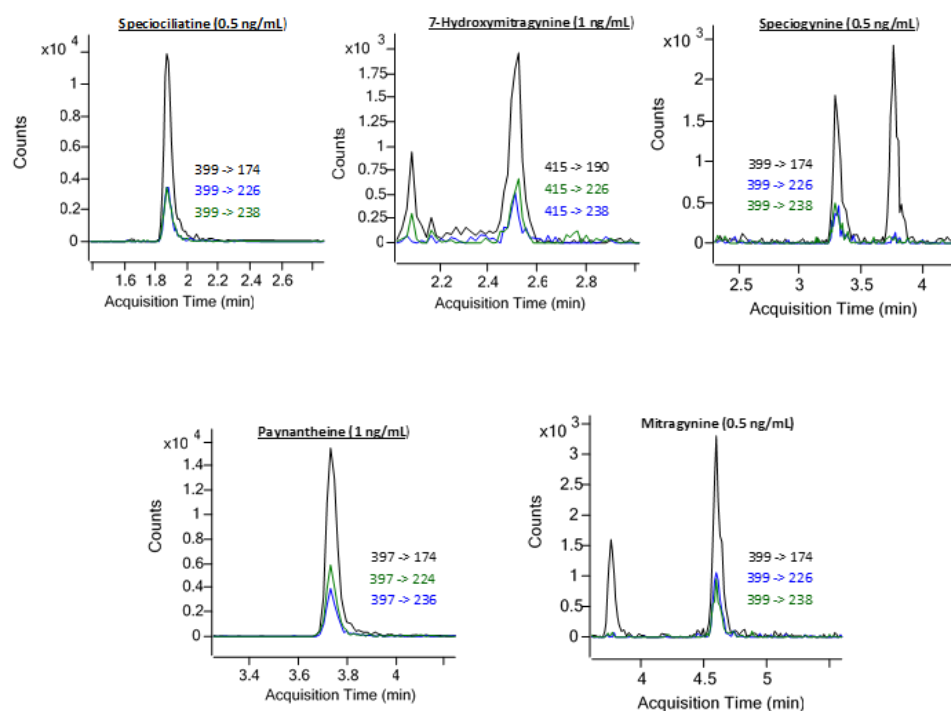 Speciociliatine (0.5 ng/mL)
x10 4
1
0.8
0.6
0.4
0.2
0
Counts
399 -> 174
399 -> 226
399 -> 238
1.6 1.8 2 2.2 2.4 2.6
Acquisition Time (min)
7-Hydroxymitragynine (1 ng/mL)
x10 3
2
1.75
1.5
1.25
1
0.75
0.5
0.25
0
Counts
415 -> 190
415 -> 226
415 -> 238
2.2 2.4 2.6 2.8
Acquisition Time (min)
Speciogynine (0.5 ng/mL)
x10 3
2
1.5
1
0.5
0
Counts
399 -> 174
399 -> 226
399 -> 238
2.5 3 3.5 4
Acquisition Time (min)
Paynantheine (1 ng/mL)
x10 4
1.4
1.2
1
0.8
0.6
0.4
0.2
0
Counts
397 -> 174
397 -> 224
397 -> 236
3.4 3.6 3.8 4
Acquisition Time (min)
Mitragynine (0.5 ng/mL)
x10 3
3
2.5
2
1.5
1
0.5
0
Counts
399 -> 174
399 -> 226
399 -> 238
4 4.5 5
Acquisition Time (min)